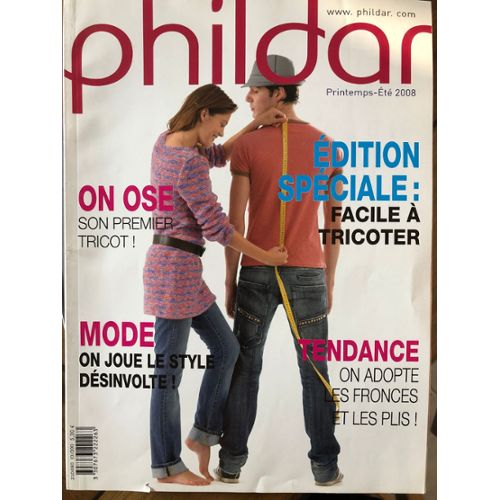 www. phildar. com
phildar
Printemps-Été 2008
ÉDITION
SPÉCIALE :
FACILE À
TRICOTER
ON OSE
SON PREMIER
TRICOT !
MODE
ON JOUE LE STYLE
DÉSINVOLTE !
TENDANCE
ON ADOPTE
LES FRONCES
ET LES PLIS !